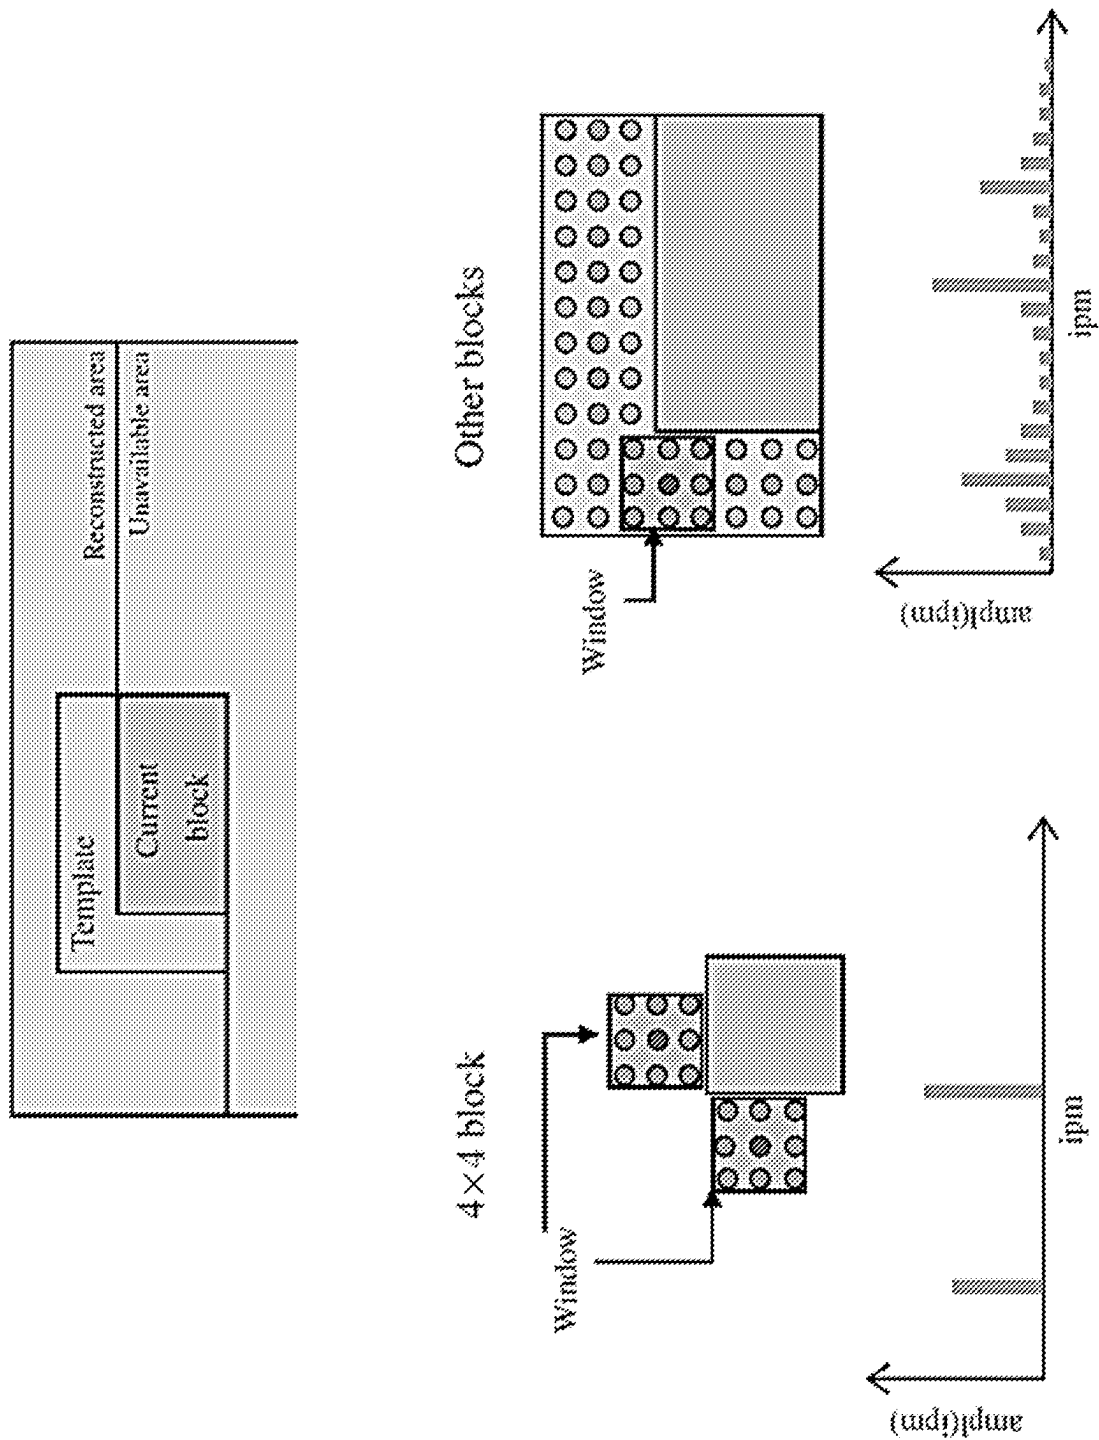 Reconstructed area
Unavailable area
Template
Current
block
4×4 block
Window
ampl(ipm)
ipm
Other blocks
Window
ampl(ipm)
ipm